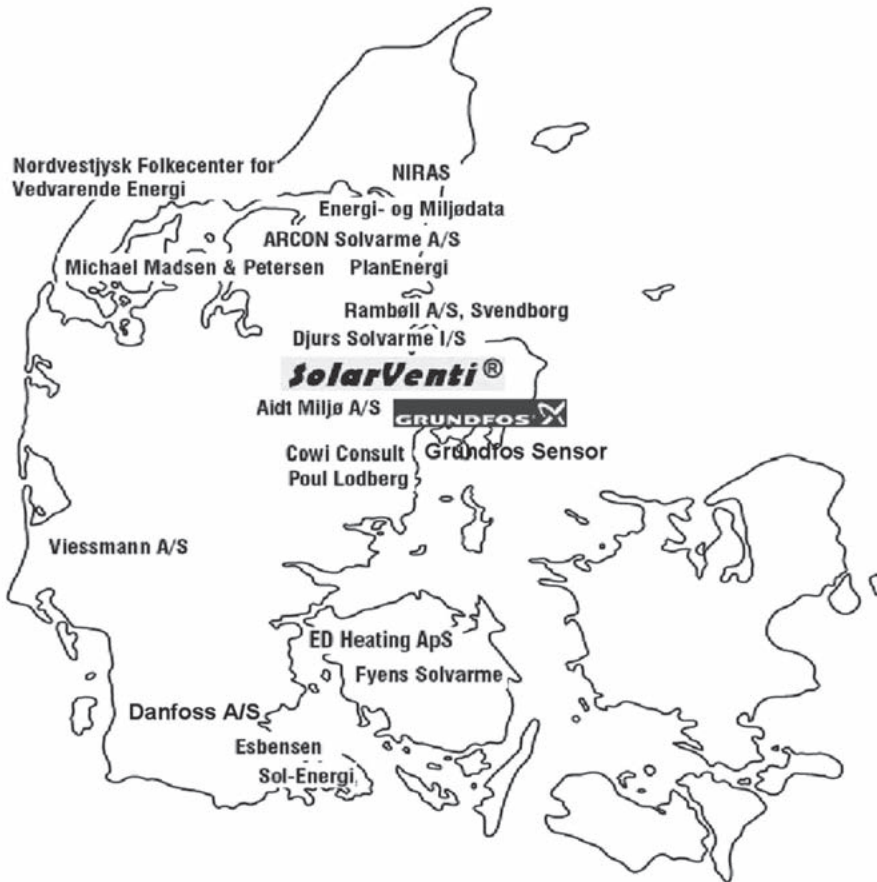 Nordvestjysk Folkecenter for
Vedvarende Energi
NIRAS
Energi- og Miljødata
ARCON Solvarme A/S
Michael Madsen & Petersen
PlanEnergi
Rambøll A/S, Svendborg
Djurs Solvarme I/S
SolarVenti®
Aidt Miljø A/S
GRUNDFOS
Cowi Consult
Grundfos Sensor
Poul Lodberg
Viessmann A/S
ED Heating ApS
Fyens Solvarme
Danfoss A/S
Esbensen
Sol-Energi